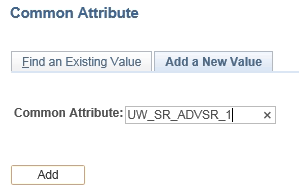 Common Attribute
Find an Existing Value Add a New Value
Common Attribute: UW_SR_ADVSR_1 ×
Add